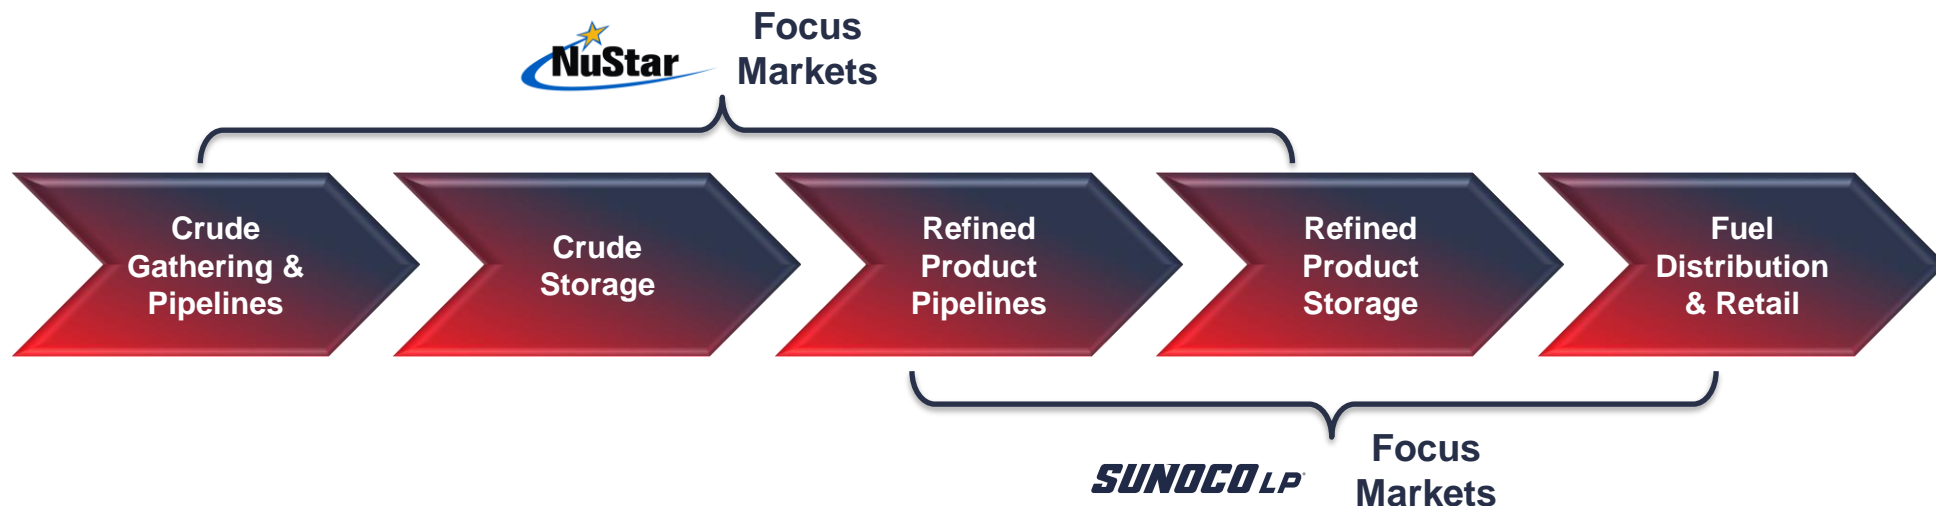 NuStar
Focus
Markets
Crude
Gathering &
Pipelines
Crude
Storage
Refined
Product
Pipelines
Refined
Product
Storage
Fuel
Distribution
& Retail
SUNOCO LP
Focus
Markets